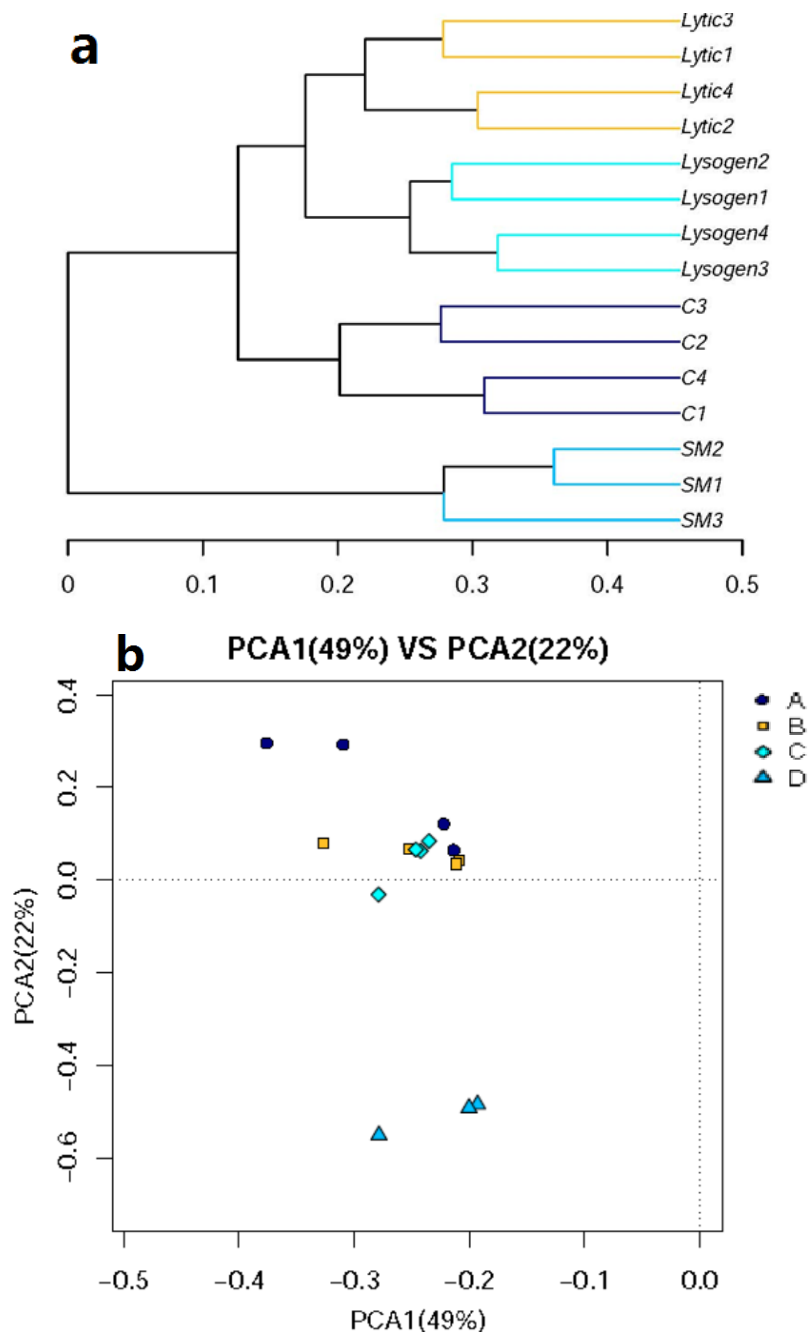 a
Lytic3
Lytic1
Lytic4
Lytic2
Lysogen2
Lysogen1
Lysogen4
Lysogen3
C3
C2
C4
C1
SM2
SM1
SM3
0 0.1 0.2 0.3 0.4 0.5
b
PCA1(49%) VS PCA2(22%)
A
B
C
D
0.4
0.2
0.0
−0.2
−0.4
−0.6
PCA2(22%)
−0.5 −0.4 −0.3 −0.2 −0.1 0.0
PCA1(49%)